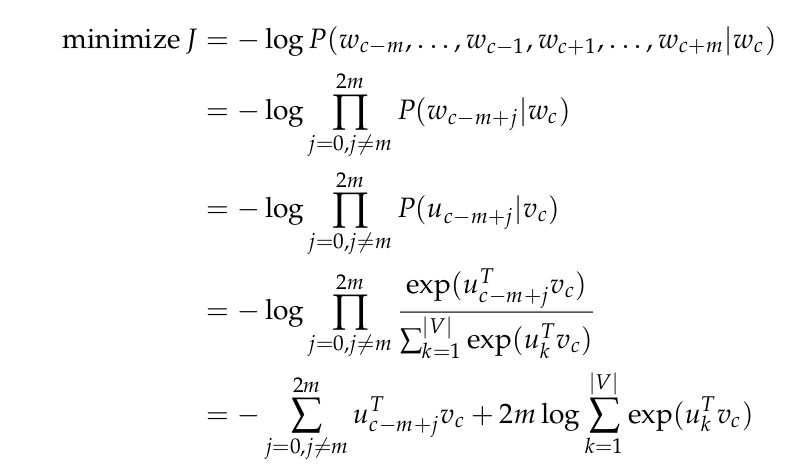 minimize J = − log P(w_{c−m}, . . . , w_{c−1}, w_{c+1}, . . . , w_{c+m}|w_c)
= − log ∏_{j=0,j≠m}^{2m} P(w_{c−m+j}|w_c)
= − log ∏_{j=0,j≠m}^{2m} P(u_{c−m+j}|v_c)
= − log ∏_{j=0,j≠m}^{2m} \frac{exp(u_{c−m+j}^T v_c)}{∑_{k=1}^{|V|} exp(u_k^T v_c)}
= − ∑_{j=0,j≠m}^{2m} u_{c−m+j}^T v_c + 2m log ∑_{k=1}^{|V|} exp(u_k^T v_c)